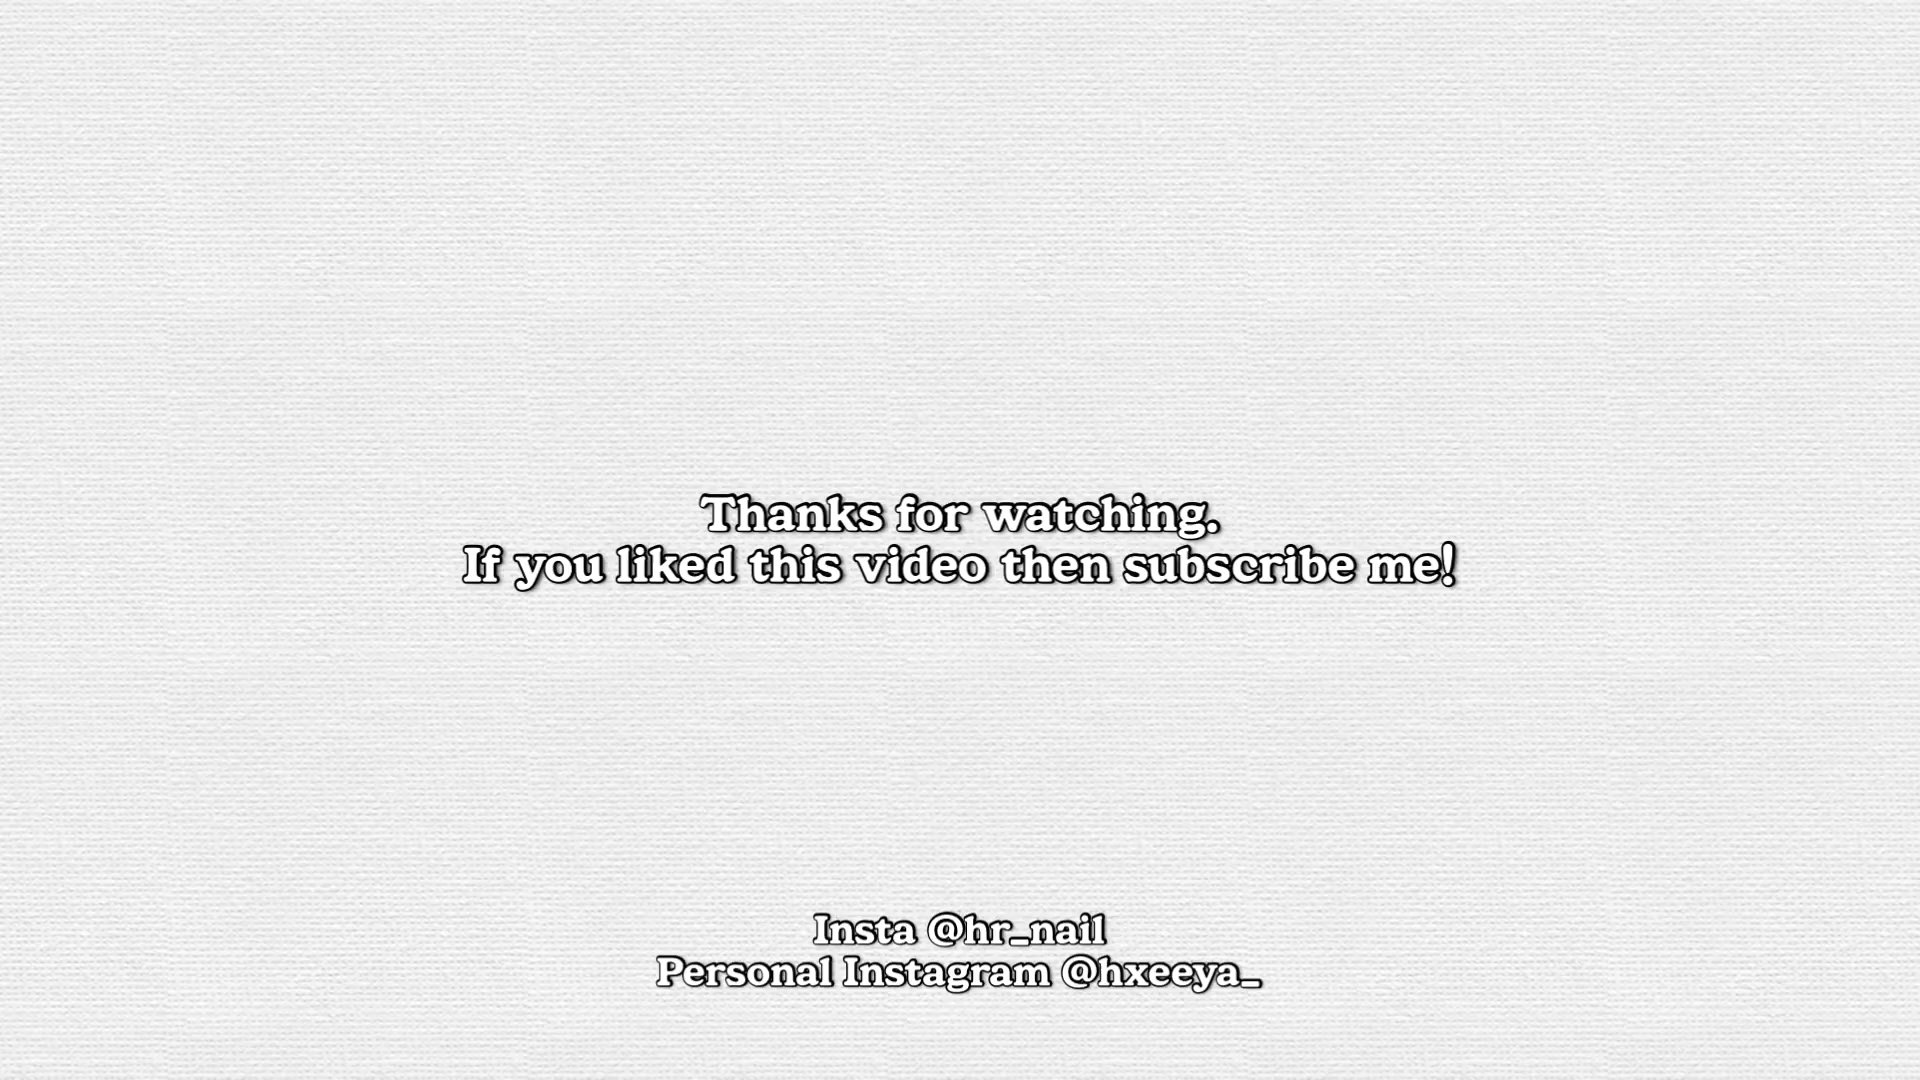 Thanks for watching.
If you liked this video then subscribe me!
Insta @hr_nail
Personal Instagram @hxeeya_